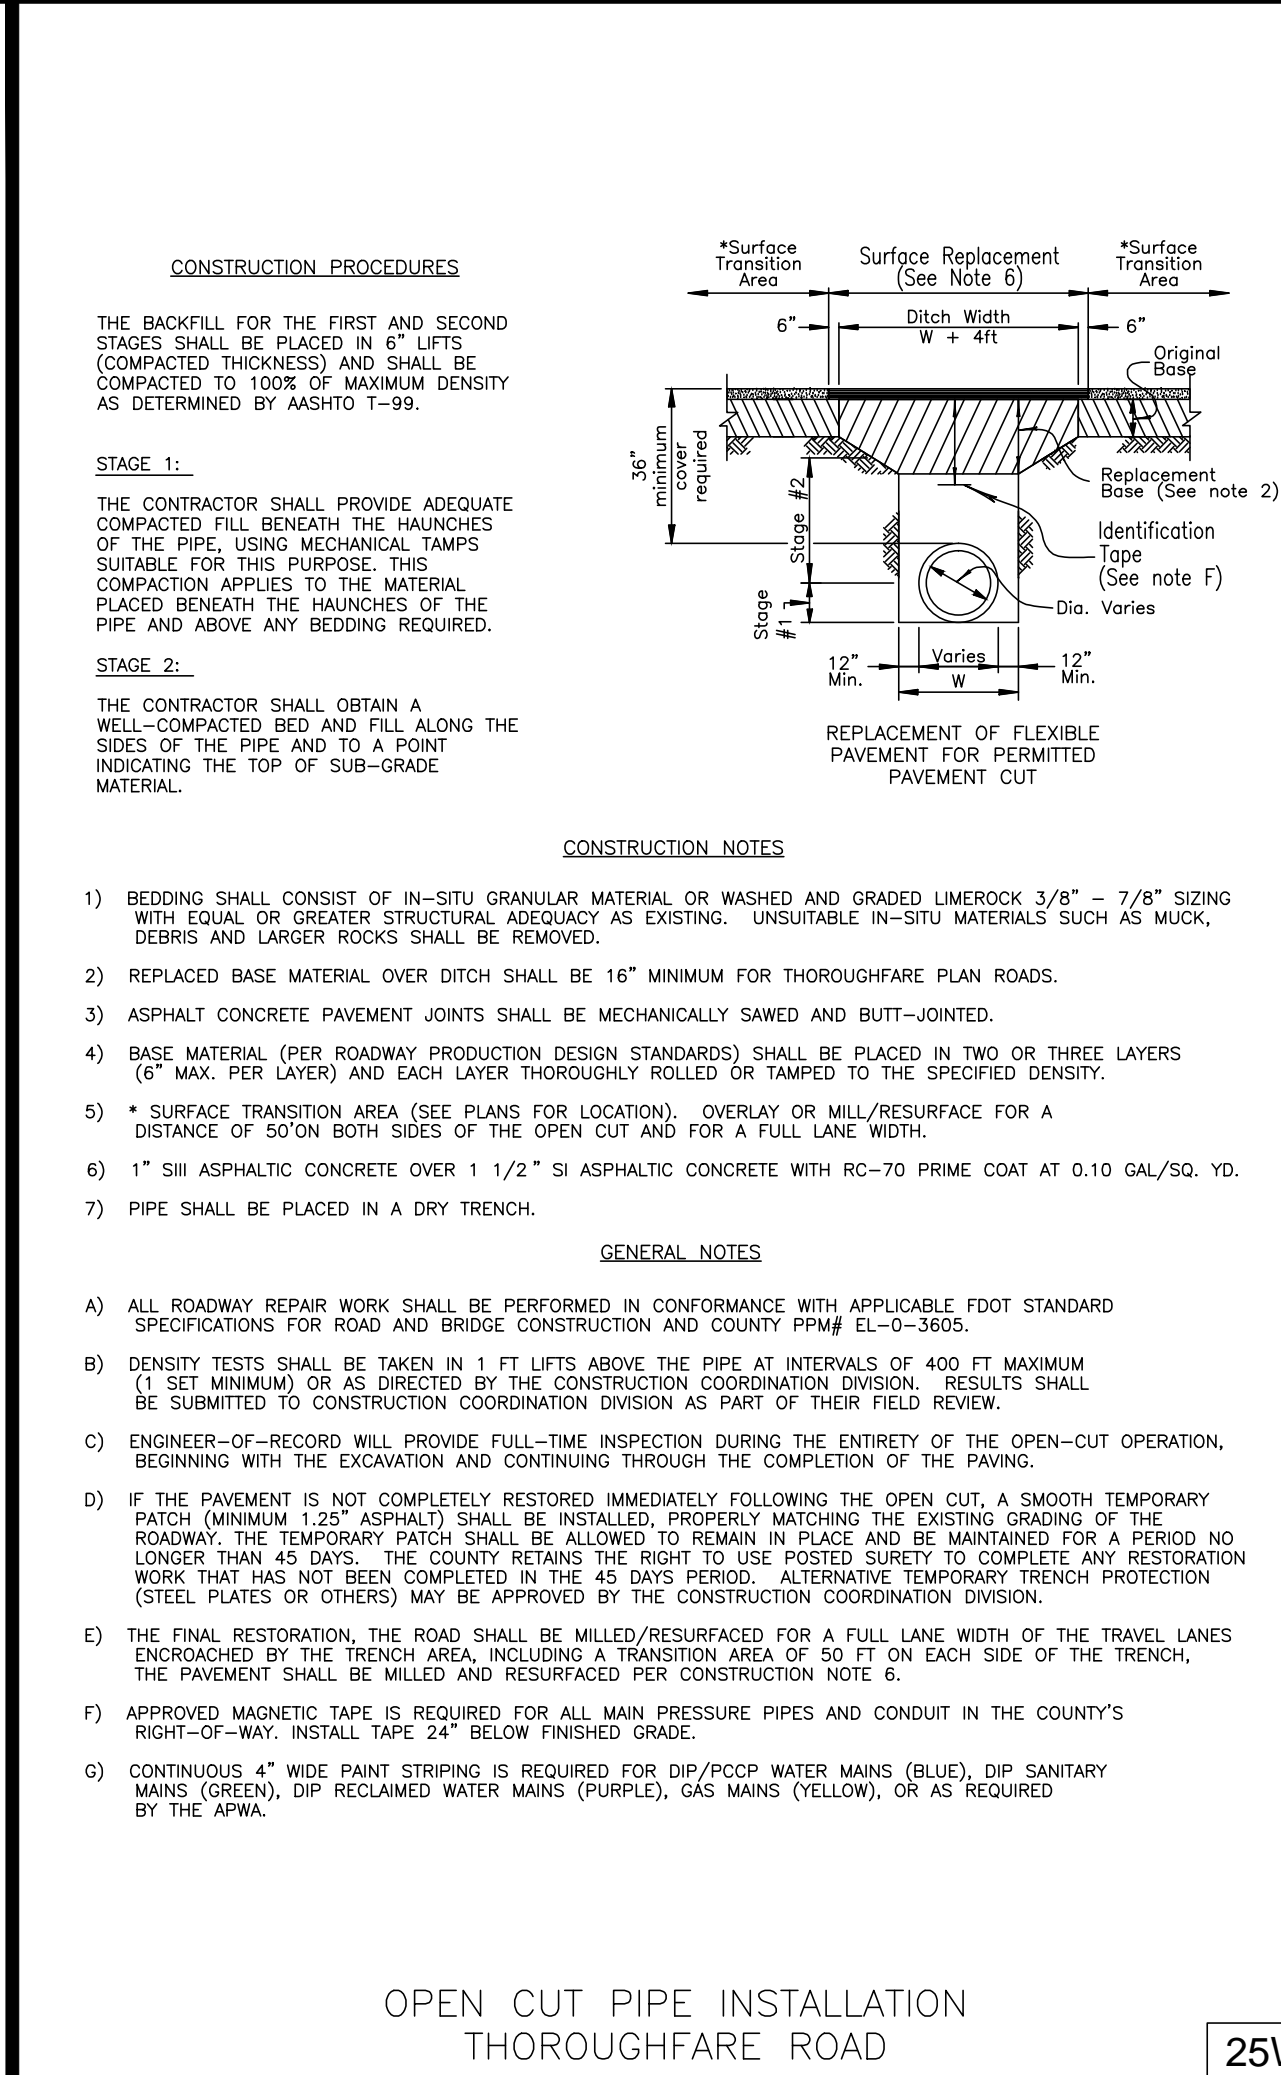 CONSTRUCTION PROCEDURES
THE BACKFILL FOR THE FIRST AND SECOND
STAGES SHALL BE PLACED IN 6" LIFTS
(COMPACTED THICKNESS) AND SHALL BE
COMPACTED TO 100% OF MAXIMUM DENSITY
AS DETERMINED BY AASHTO T-99.
STAGE 1:
THE CONTRACTOR SHALL PROVIDE ADEQUATE
COMPACTED FILL BENEATH THE HAUNCHES
OF THE PIPE, USING MECHANICAL TAMPS
SUITABLE FOR THIS PURPOSE. THIS
COMPACTION APPLIES TO THE MATERIAL
PLACED BENEATH THE HAUNCHES OF THE
PIPE AND ABOVE ANY BEDDING REQUIRED.
STAGE 2:
THE CONTRACTOR SHALL OBTAIN A
WELL-COMPACTED BED AND FILL ALONG THE
SIDES OF THE PIPE AND TO A POINT
INDICATING THE TOP OF SUB-GRADE
MATERIAL.
*Surface
Transition
Area
Surface Replacement
(See Note 6)
*Surface
Transition
Area
6"
Ditch Width
W + 4ft
6"
Original
Base
36"
minimum
cover
required
Stage #2
Replacement
Base (See note 2)
Identification
Tape
(See note F)
Stage
#1
Dia. Varies
12"
Min.
Varies
W
12"
Min.
REPLACEMENT OF FLEXIBLE
PAVEMENT FOR PERMITTED
PAVEMENT CUT
CONSTRUCTION NOTES
1) BEDDING SHALL CONSIST OF IN-SITU GRANULAR MATERIAL OR WASHED AND GRADED LIMEROCK 3/8" - 7/8" SIZING
WITH EQUAL OR GREATER STRUCTURAL ADEQUACY AS EXISTING. UNSUITABLE IN-SITU MATERIALS SUCH AS MUCK,
DEBRIS AND LARGER ROCKS SHALL BE REMOVED.
2) REPLACED BASE MATERIAL OVER DITCH SHALL BE 16" MINIMUM FOR THOROUGHFARE PLAN ROADS.
3) ASPHALT CONCRETE PAVEMENT JOINTS SHALL BE MECHANICALLY SAWED AND BUTT-JOINTED.
4) BASE MATERIAL (PER ROADWAY PRODUCTION DESIGN STANDARDS) SHALL BE PLACED IN TWO OR THREE LAYERS
(6" MAX. PER LAYER) AND EACH LAYER THOROUGHLY ROLLED OR TAMPED TO THE SPECIFIED DENSITY.
5) * SURFACE TRANSITION AREA (SEE PLANS FOR LOCATION). OVERLAY OR MILL/RESURFACE FOR A
DISTANCE OF 50'ON BOTH SIDES OF THE OPEN CUT AND FOR A FULL LANE WIDTH.
6) 1" SIII ASPHALTIC CONCRETE OVER 1 1/2" SI ASPHALTIC CONCRETE WITH RC-70 PRIME COAT AT 0.10 GAL/SQ. YD.
7) PIPE SHALL BE PLACED IN A DRY TRENCH.
GENERAL NOTES
A) ALL ROADWAY REPAIR WORK SHALL BE PERFORMED IN CONFORMANCE WITH APPLICABLE FDOT STANDARD
SPECIFICATIONS FOR ROAD AND BRIDGE CONSTRUCTION AND COUNTY PPM# EL-0-3605.
B) DENSITY TESTS SHALL BE TAKEN IN 1 FT LIFTS ABOVE THE PIPE AT INTERVALS OF 400 FT MAXIMUM
(1 SET MINIMUM) OR AS DIRECTED BY THE CONSTRUCTION COORDINATION DIVISION. RESULTS SHALL
BE SUBMITTED TO CONSTRUCTION COORDINATION DIVISION AS PART OF THEIR FIELD REVIEW.
C) ENGINEER-OF-RECORD WILL PROVIDE FULL-TIME INSPECTION DURING THE ENTIRETY OF THE OPEN-CUT OPERATION,
BEGINNING WITH THE EXCAVATION AND CONTINUING THROUGH THE COMPLETION OF THE PAVING.
D) IF THE PAVEMENT IS NOT COMPLETELY RESTORED IMMEDIATELY FOLLOWING THE OPEN CUT, A SMOOTH TEMPORARY
PATCH (MINIMUM 1.25" ASPHALT) SHALL BE INSTALLED, PROPERLY MATCHING THE EXISTING GRADING OF THE
ROADWAY. THE TEMPORARY PATCH SHALL BE ALLOWED TO REMAIN IN PLACE AND BE MAINTAINED FOR A PERIOD NO
LONGER THAN 45 DAYS. THE COUNTY RETAINS THE RIGHT TO USE POSTED SURETY TO COMPLETE ANY RESTORATION
WORK THAT HAS NOT BEEN COMPLETED IN THE 45 DAYS PERIOD. ALTERNATIVE TEMPORARY TRENCH PROTECTION
(STEEL PLATES OR OTHERS) MAY BE APPROVED BY THE CONSTRUCTION COORDINATION DIVISION.
E) THE FINAL RESTORATION, THE ROAD SHALL BE MILLED/RESURFACED FOR A FULL LANE WIDTH OF THE TRAVEL LANES
ENCROACHED BY THE TRENCH AREA, INCLUDING A TRANSITION AREA OF 50 FT ON EACH SIDE OF THE TRENCH,
THE PAVEMENT SHALL BE MILLED AND RESURFACED PER CONSTRUCTION NOTE 6.
F) APPROVED MAGNETIC TAPE IS REQUIRED FOR ALL MAIN PRESSURE PIPES AND CONDUIT IN THE COUNTY'S
RIGHT-OF-WAY. INSTALL TAPE 24" BELOW FINISHED GRADE.
G) CONTINUOUS 4" WIDE PAINT STRIPING IS REQUIRED FOR DIP/PCCP WATER MAINS (BLUE), DIP SANITARY
MAINS (GREEN), DIP RECLAIMED WATER MAINS (PURPLE), GAS MAINS (YELLOW), OR AS REQUIRED
BY THE APWA.
OPEN CUT PIPE INSTALLATION
THOROUGHFARE ROAD